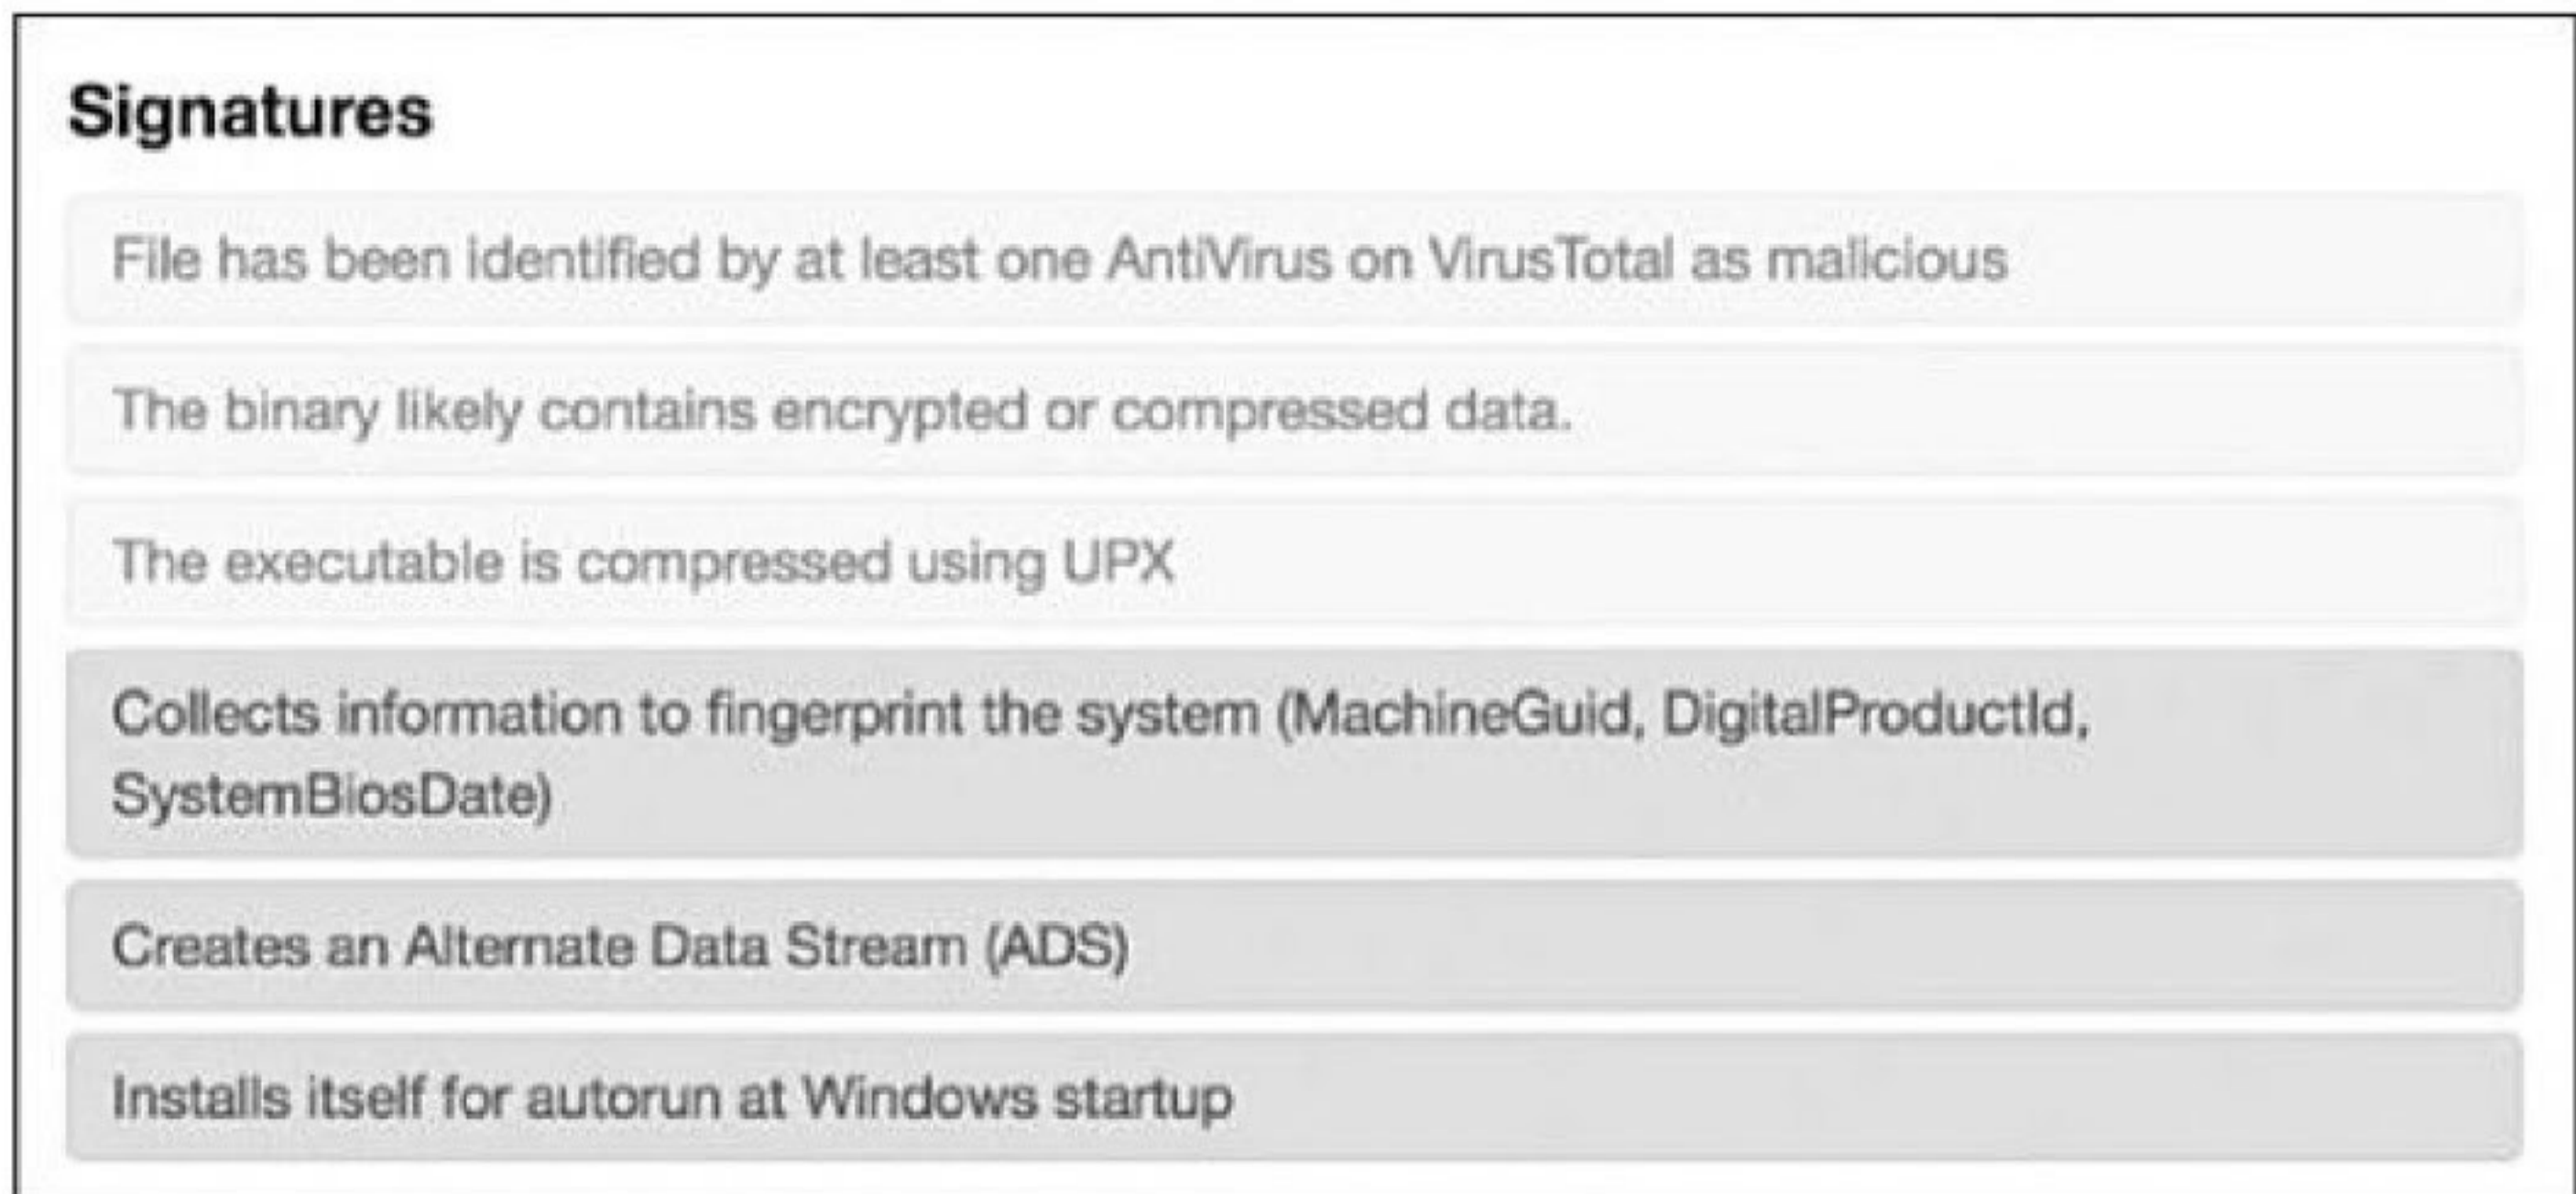 Signatures
File has been identified by at least one AntiVirus on VirusTotal as malicious
The binary likely contains encrypted or compressed data.
The executable is compressed using UPX
Collects information to fingerprint the system (MachineGuid, DigitalProductId,
SystemBiosDate)
Creates an Alternate Data Stream (ADS)
Installs itself for autorun at Windows startup